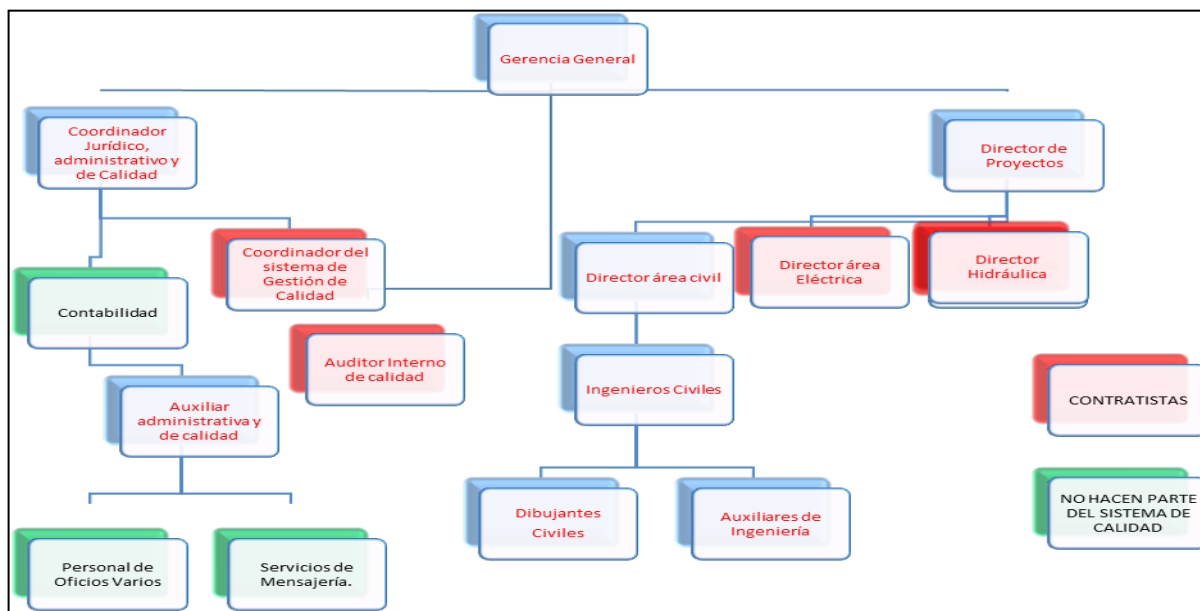 Gerencia General
Coordinador
Jurídico,
administrativo y
de Calidad
Director de
Proyectos
Coordinador del
sistema de
Gestión de
Calidad
Director área civil
Director área
Eléctrica
Director
Hidráulica
Contabilidad
Auditor Interno
de calidad
Ingenieros Civiles
CONTRATISTAS
Auxiliar
administrativa y
de calidad
Dibujantes
Civiles
Auxiliares de
Ingeniería
NO HACEN PARTE
DEL SISTEMA DE
CALIDAD
Personal de
Oficios Varios
Servicios de
Mensajería.